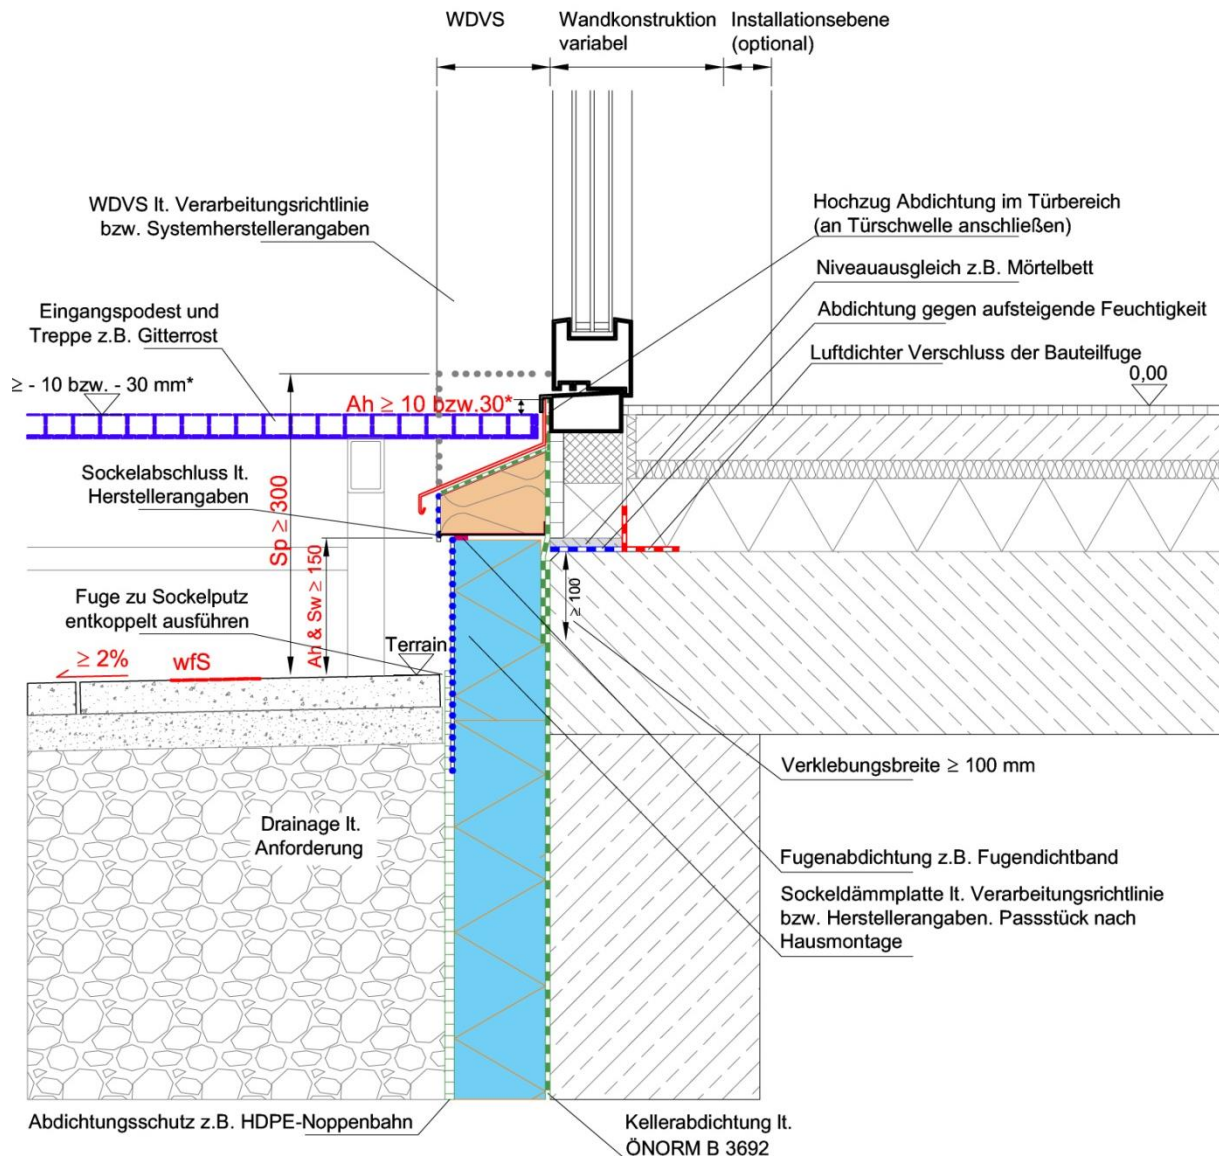 WDVS
Wandkonstruktion
variabel
Installationsebene
(optional)
WDVS lt. Verarbeitungsrichtlinie
bzw. Systemherstellerangaben
Hochzug Abdichtung im Türbereich
(an Türschwelle anschließen)
Niveauausgleich z.B. Mörtelbett
Eingangspodest und
Treppe z.B. Gitterrost
Abdichtung gegen aufsteigende Feuchtigkeit
Luftdichter Verschluss der Bauteilfuge
0,00
≥ - 10 bzw. - 30 mm*
Ah ≥ 10 bzw.30*
Sockelabschluss lt.
Herstellerangaben
Sp ≥ 300
Ah & Sw ≥ 150
≥ 100
Fuge zu Sockelputz
entkoppelt ausführen
Terrain
≥ 2%
wfS
Verklebungsbreite ≥ 100 mm
Drainage lt.
Anforderung
Fugenabdichtung z.B. Fugendichtband
Sockeldämmplatte lt. Verarbeitungsrichtlinie
bzw. Herstellerangaben. Passstück nach
Hausmontage
Abdichtungsschutz z.B. HDPE-Noppenbahn
Kellerabdichtung lt.
ÖNORM B 3692